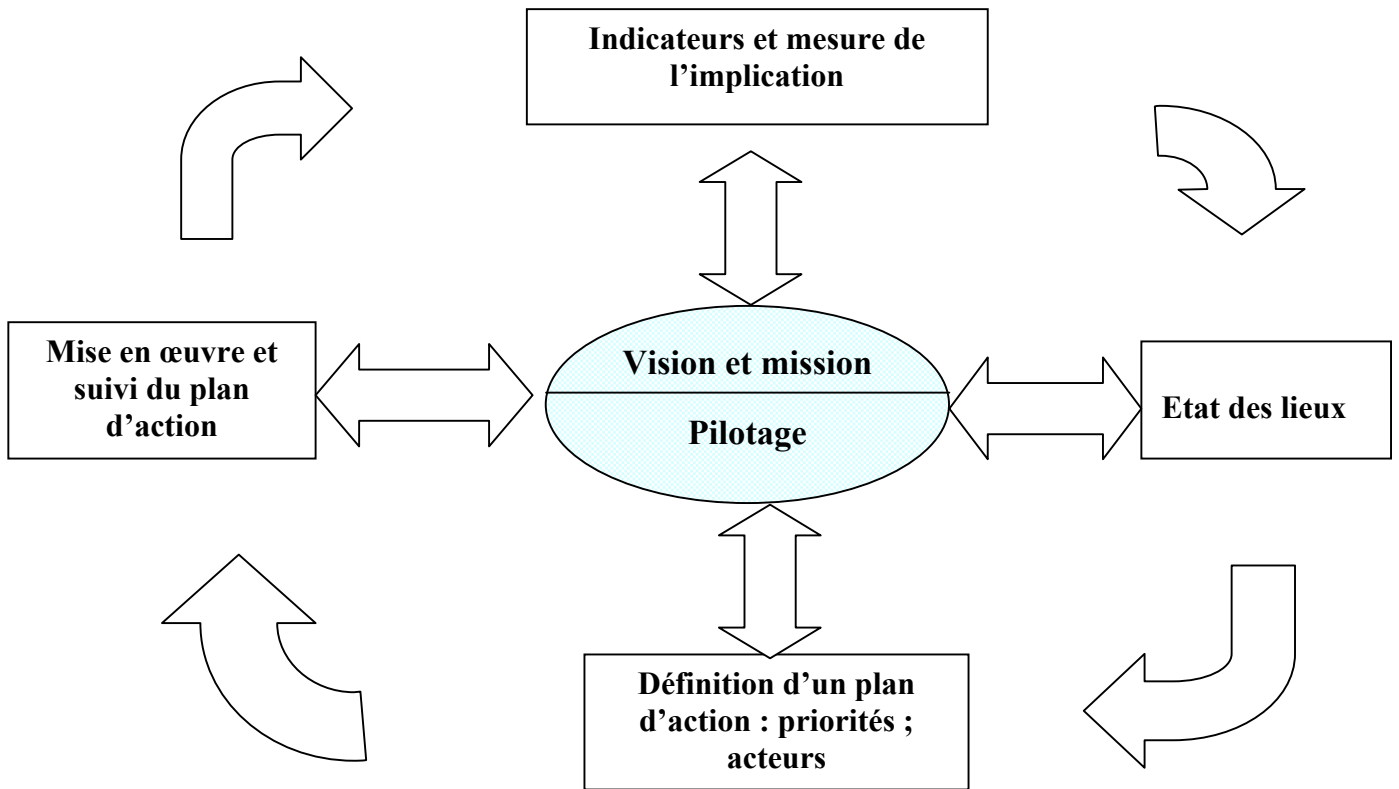 Indicateurs et mesure de
l’implication
Mise en œuvre et
suivi du plan
d’action
Vision et mission
Pilotage
Etat des lieux
Définition d’un plan
d’action : priorités ;
acteurs